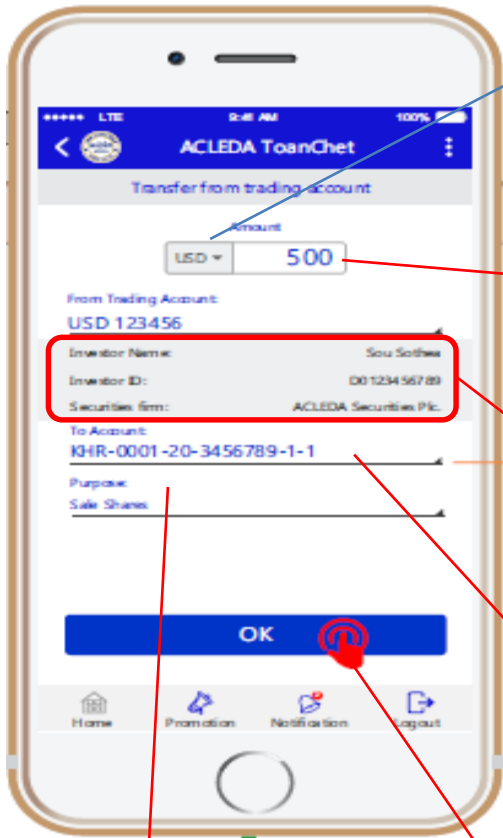 LTE 9:41 AM 100%
ACLEDA ToanChet
Transfer from trading account
Amount
USD 500
From Trading Account:
USD 123456
Investor Name: Sou Sothea
Investor ID: D0123456789
Securities firm: ACLEDA Securities Plc.
To Account:
KHR-0001-20-3456789-1-1
Purpose:
Sale Shares
OK
Home Promotion Notification Logout